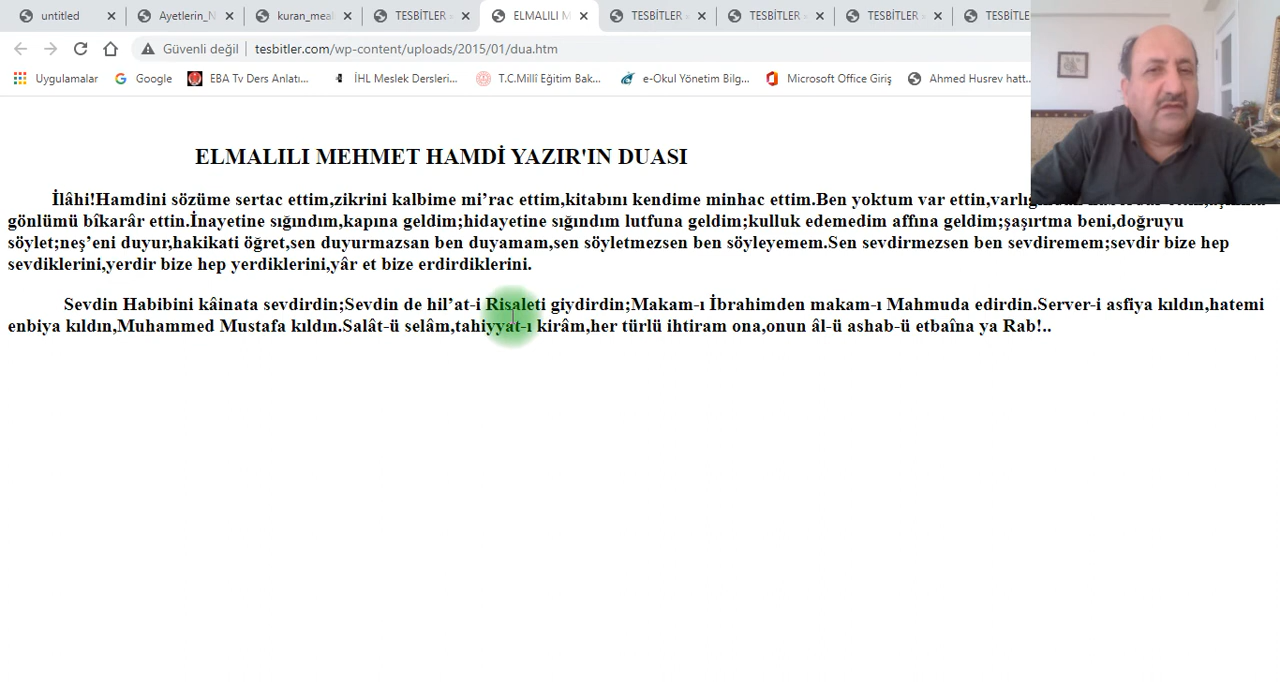 untitled
Ayetlerin_N
kuran_mea
TESBİTLER »
ELMALILI M
TESBİTLER »
TESBİTLER »
TESBİTLER »
TESBİTLE
Güvenli değil
tesbitler.com/wp-content/uploads/2015/01/dua.htm
Uygulamalar
Google
EBA Tv Ders Anlatı...
İHL Meslek Dersleri...
T.C.Millî Eğitim Bak...
e-Okul Yönetim Bilg...
Microsoft Office Giriş
Ahmed Husrev hatt...
ELMALILI MEHMET HAMDİ YAZIR'IN DUASI
İlâhi!Hamdini sözüme sertac ettim,zikrini kalbime mi’rac ettim,kitabını kendime minhac ettim.Ben yoktum var ettin,
gönlümü bîkarâr ettin.İnayetine sığındım,kapına geldim;hidayetine sığındım lutfuna geldim;kulluk edemedim affına geldim;şaşırtma beni,doğruyu
söylet;neş’eni duyur,hakikati öğret,sen duyurmazsan ben duyamam,sen söyletmezsen ben söyleyemem.Sen sevdirmezsen ben sevdiremem;sevdir bize hep
sevdiklerini,yerdir bize hep yerdiklerini,yâr et bize erdirdiklerini.
Sevdin Habibini kâinata sevdirdin;Sevdin de hil’at-i Risaleti giydirdin;Makam-ı İbrahimden makam-ı Mahmuda edirdin.Server-i asfiya kıldın,hatemi
enbiya kıldın,Muhammed Mustafa kıldın.Salât-ü selâm,tahiyyat-ı kirâm,her türlü ihtiram ona,onun âl-ü ashab-ü etbaîna ya Rab!..